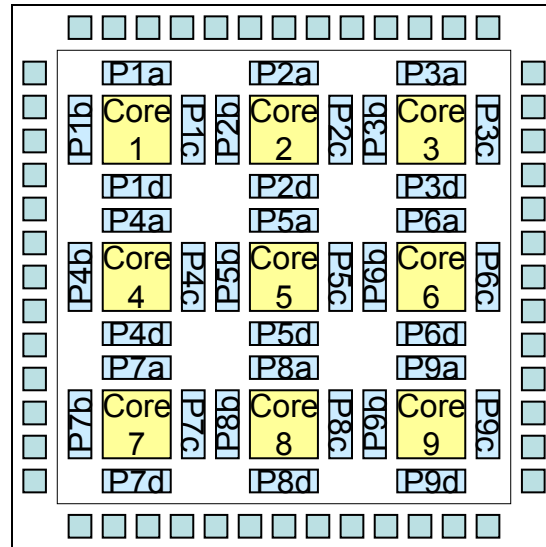 P1a P2a P3a
P1b Core 1 P1c P2b Core 2 P2c P3b Core 3 P3c
P1d P2d P3d
P4a P5a P6a
P4b Core 4 P4c P5b Core 5 P5c P6b Core 6 P6c
P4d P5d P6d
P7a P8a P9a
P7b Core 7 P7c P8b Core 8 P8c P9b Core 9 P9c
P7d P8d P9d